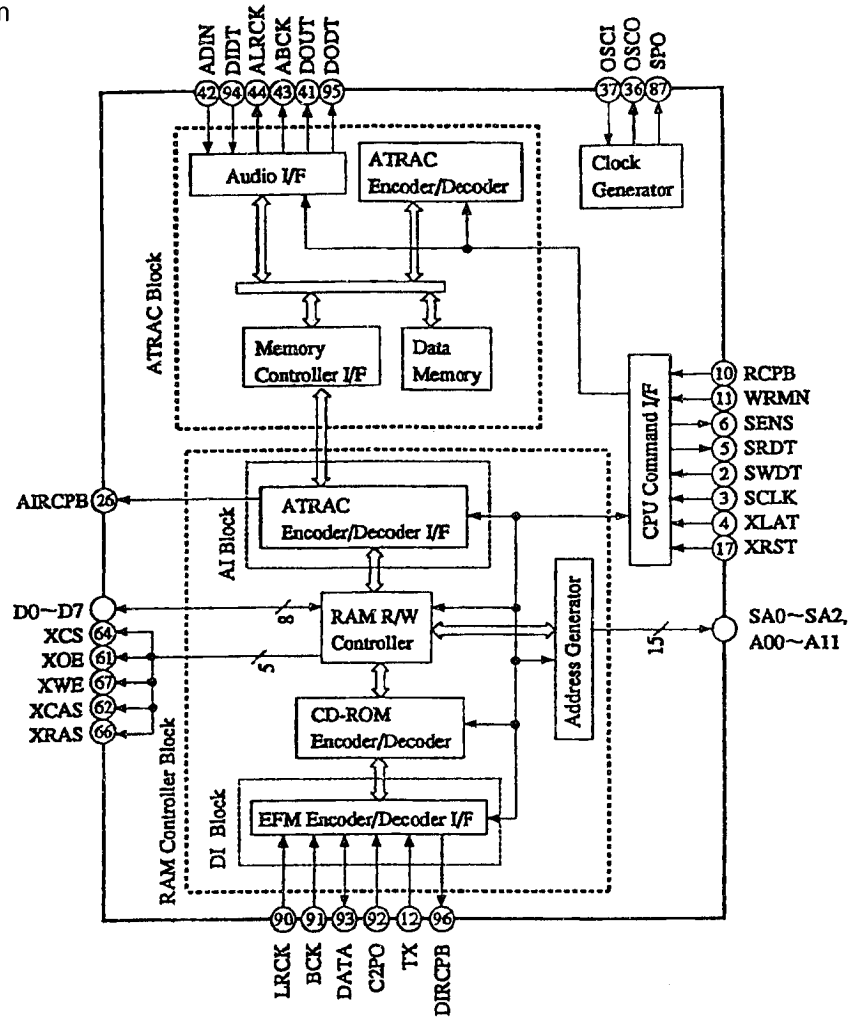 n
ADIN
DIDT
ALRCK
ABCK
DOUT
DODT
OSCI
OSCO
SPO
42
94
44
43
41
95
37
36
87
Audio I/F
ATRAC
Encoder/Decoder
Clock
Generator
ATRAC Block
Memory
Controller I/F
Data
Memory
CPU Command I/F
10 RCPB
11 WRMN
6 SENS
5 SRDT
2 SWDT
3 SCLK
4 XLAT
17 XRST
AIRCPB 26
AI Block
ATRAC
Encoder/Decoder I/F
D0~D7
8
RAM R/W
Controller
Address Generator
15
SA0~SA2,
A00~A11
XCS 64
XOE 61
XWE 67
XCAS 62
XRAS 66
5
CD-ROM
Encoder/Decoder
RAM Controller Block
DI Block
EFM Encoder/Decoder I/F
90
91
93
92
12
96
LRCK
BCK
DATA
C2PO
TX
DIRCPB